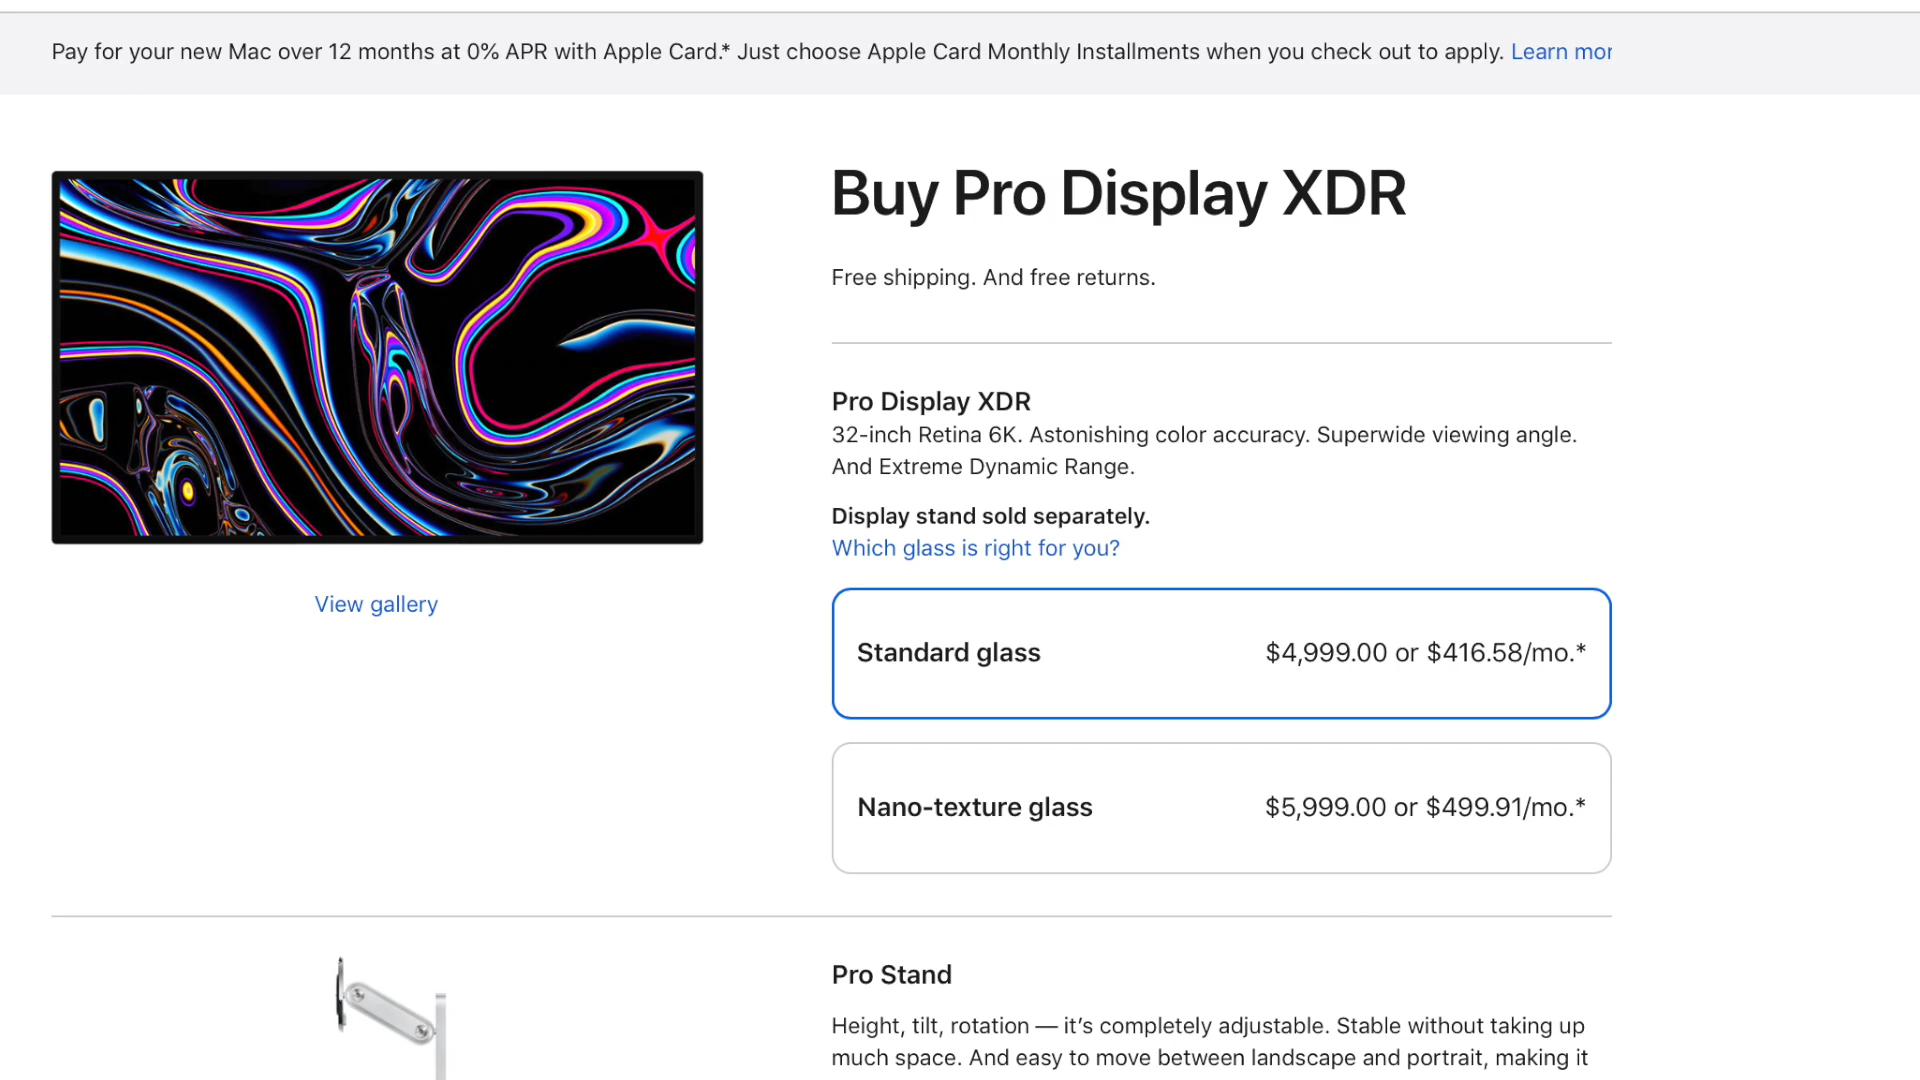 Pay for your new Mac over 12 months at 0% APR with Apple Card.* Just choose Apple Card Monthly Installments when you check out to apply. Learn mor
Buy Pro Display XDR
Free shipping. And free returns.
Pro Display XDR
32-inch Retina 6K. Astonishing color accuracy. Superwide viewing angle.
And Extreme Dynamic Range.
Display stand sold separately.
Which glass is right for you?
View gallery
Standard glass $4,999.00 or $416.58/mo.*
Nano-texture glass $5,999.00 or $499.91/mo.*
Pro Stand
Height, tilt, rotation — it’s completely adjustable. Stable without taking up
much space. And easy to move between landscape and portrait, making it